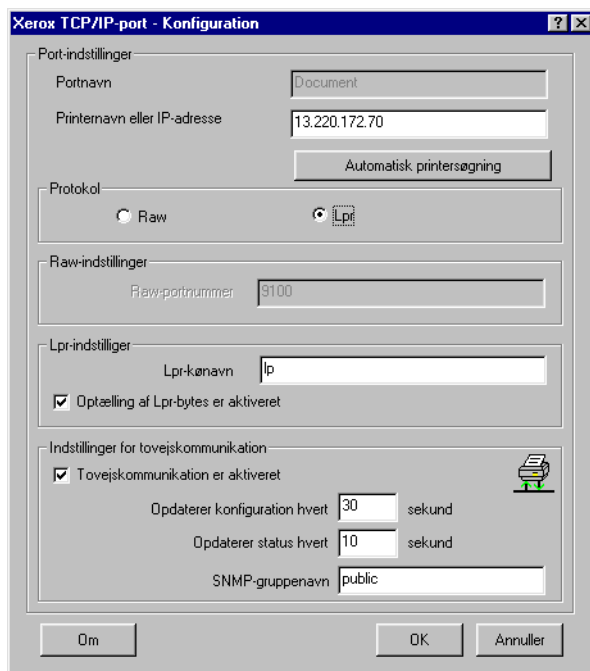 Xerox TCP/IP-port - Konfiguration
Port-indstillinger
Portnavn Document
Printernavn eller IP-adresse 13.220.172.70
Automatisk printersøgning
Protokol
Raw Lpr
Raw-indstillinger
Raw-portnummer 9100
Lpr-indstilliger
Lpr-kønavn lp
Optælling af Lpr-bytes er aktiveret
Indstillinger for tovejskommunikation
Tovejskommunikation er aktiveret
Opdaterer konfiguration hvert 30 sekund
Opdaterer status hvert 10 sekund
SNMP-gruppenavn public
Om OK Annuller